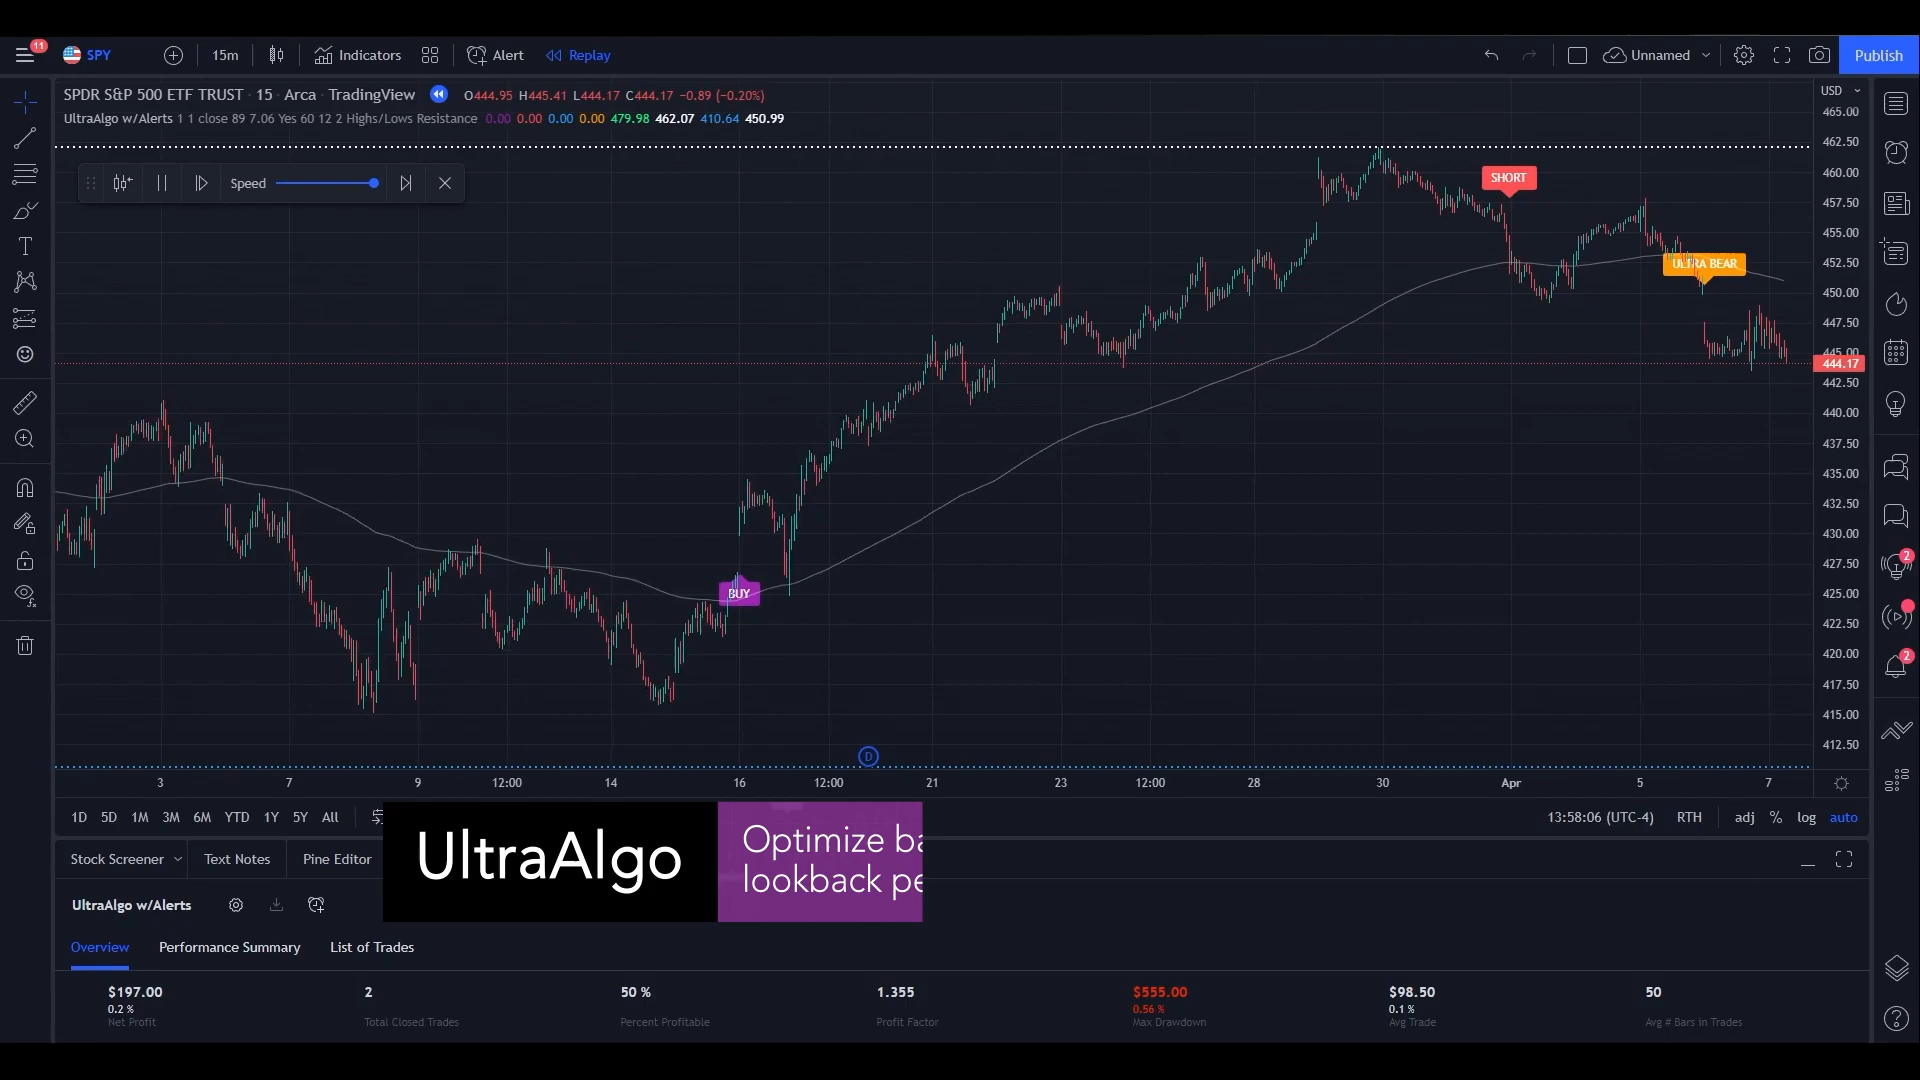 11
SPY
15m
Indicators
Alert
Replay
Unnamed
Publish
SPDR S&P 500 ETF TRUST · 15 · Arca · TradingView
O444.95 H445.41 L444.17 C444.17 −0.89 (−0.20%)
UltraAlgo w/Alerts 1 1 close 89 7.06 Yes 60 12 2 Highs/Lows Resistance 0.00 0.00 0.00 0.00 479.98 462.07 410.64 450.99
Speed
SHORT
ULTRA BEAR
BUY
D
USD
465.00
462.50
460.00
457.50
455.00
452.50
450.00
447.50
445.00
444.17
442.50
440.00
437.50
435.00
432.50
430.00
427.50
425.00
422.50
420.00
417.50
415.00
412.50
2
2
3 7 9 12:00 14 16 12:00 21 23 12:00 28 30 Apr 5 7
1D 5D 1M 3M 6M YTD 1Y 5Y All
13:58:06 (UTC-4) RTH adj % log auto
Stock Screener Text Notes Pine Editor
UltraAlgo
Optimize
lookback
UltraAlgo w/Alerts
Overview Performance Summary List of Trades
$197.00 2 50 % 1.355 $555.00 $98.50 50
0.2 % 0.56 % 0.1 %
Net Profit Total Closed Trades Percent Profitable Profit Factor Max Drawdown Avg Trade Avg # Bars in Trades